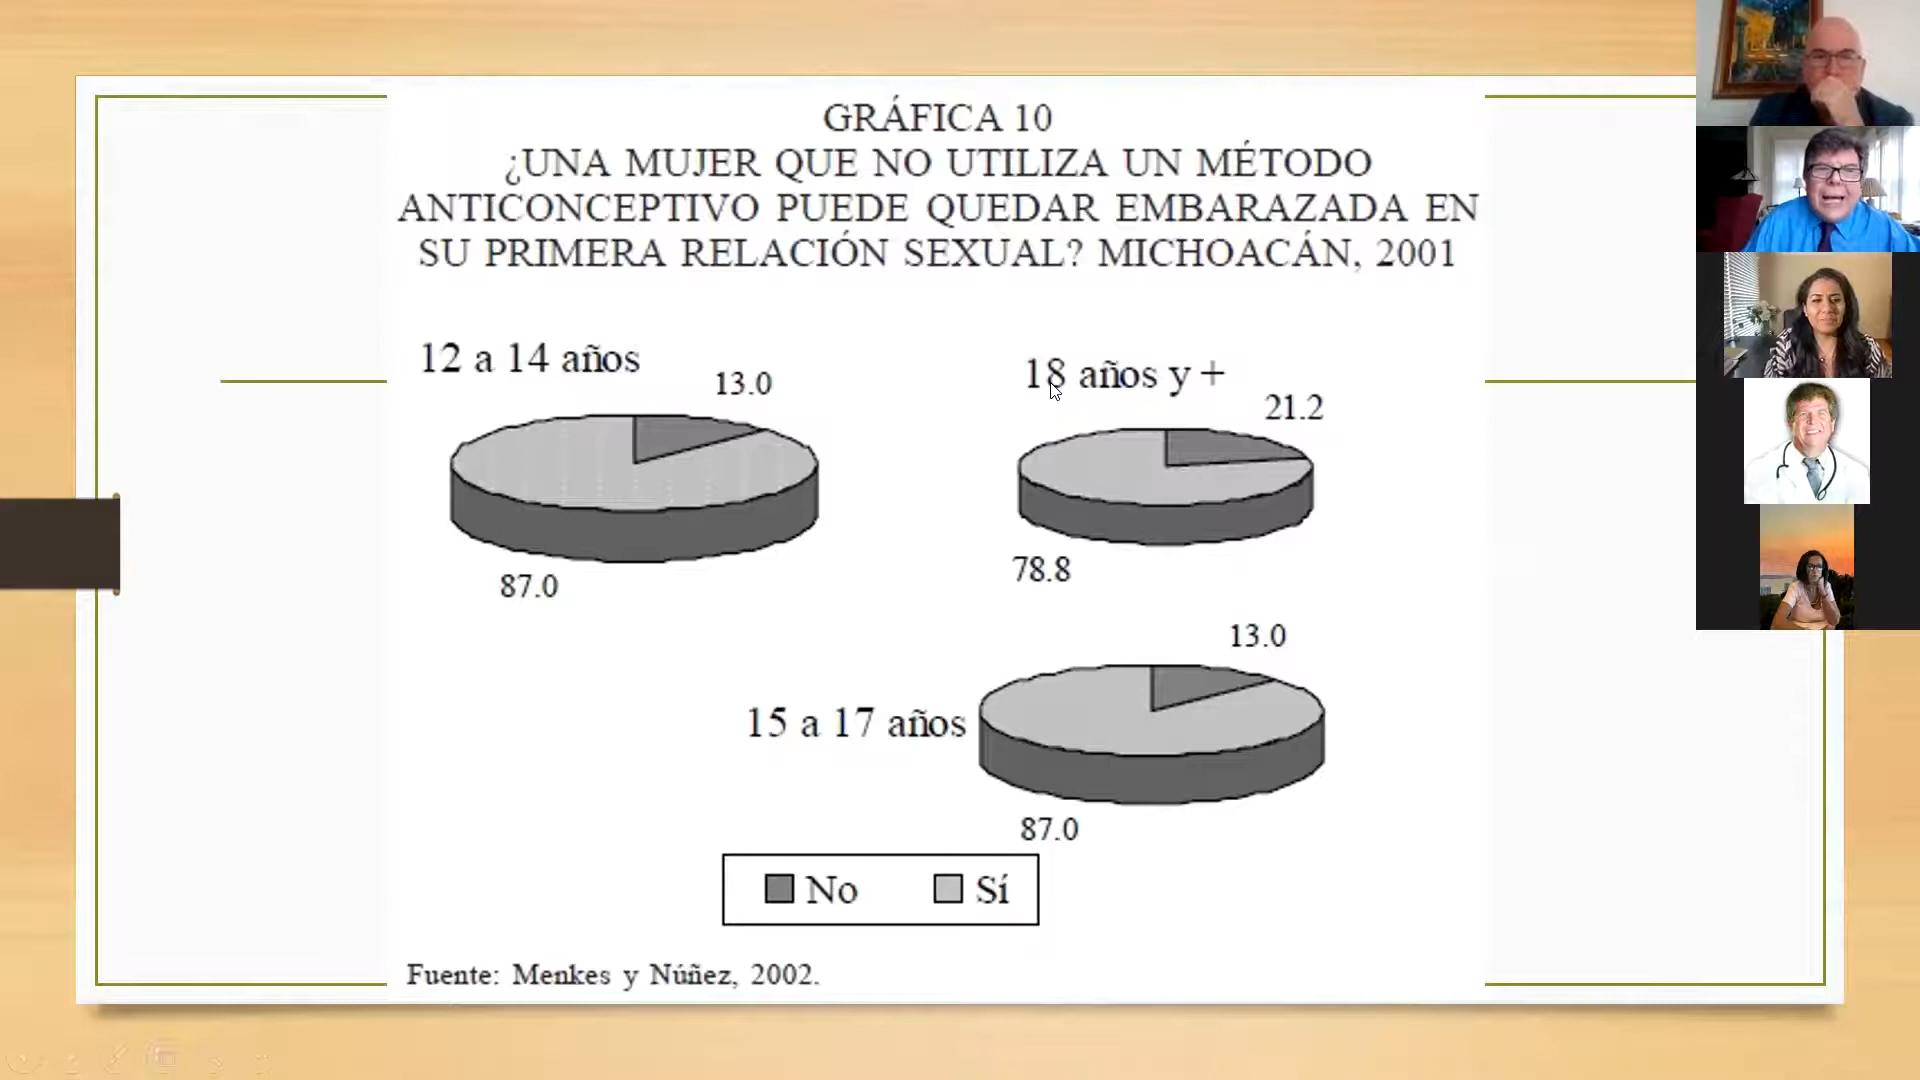 GRÁFICA 10
¿UNA MUJER QUE NO UTILIZA UN MÉTODO
ANTICONCEPTIVO PUEDE QUEDAR EMBARAZADA EN
SU PRIMERA RELACIÓN SEXUAL? MICHOACÁN, 2001
12 a 14 años
13.0
87.0
18 años y +
21.2
78.8
15 a 17 años
13.0
87.0
No
Sí
Fuente: Menkes y Núñez, 2002.